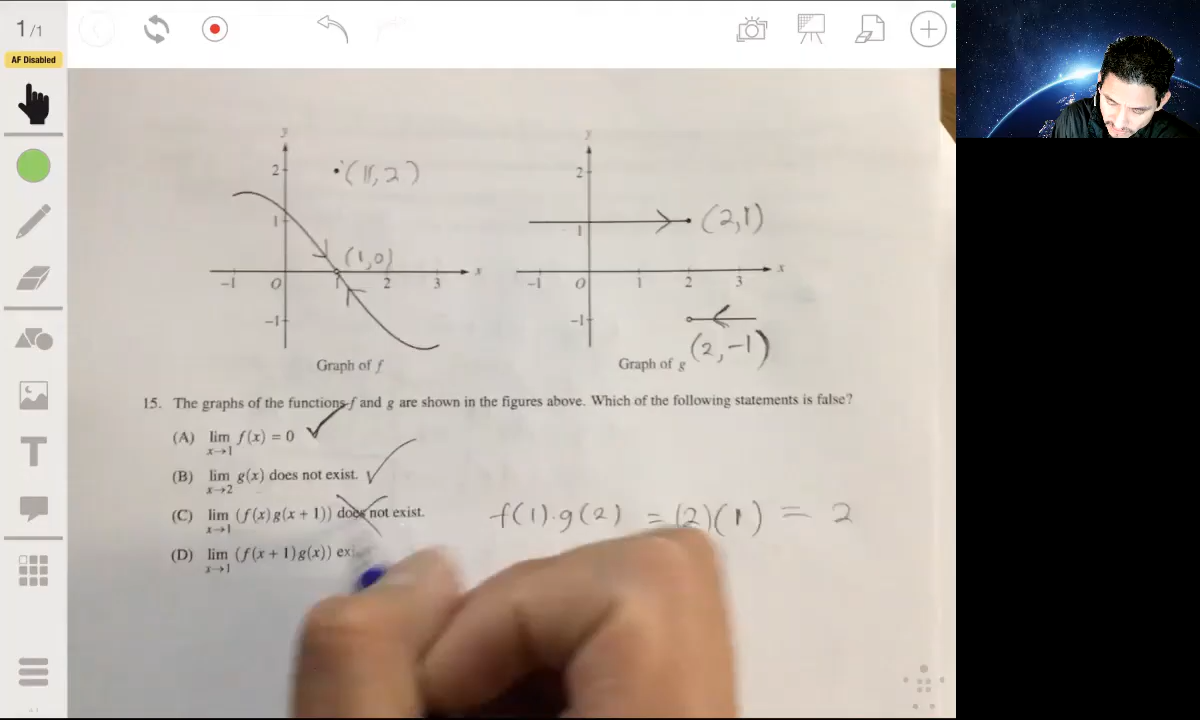 1/1
AF Disabled
y
y
2
(1,2)
2
1
(1,0)
x
-1
O
1
2
3
-1
(2,1)
1
x
-1
O
1
2
3
-1
(2,-1)
Graph of f
Graph of g
15. The graphs of the functions f and g are shown in the figures above. Which of the following statements is false?
(A) lim f(x) = 0
x→1
(B) lim g(x) does not exist.
x→2
(C) lim (f(x)g(x + 1)) does not exist.
x→1
f(1)·g(2) = (2)(1) = 2
(D) lim (f(x + 1)g(x))
x→1
T